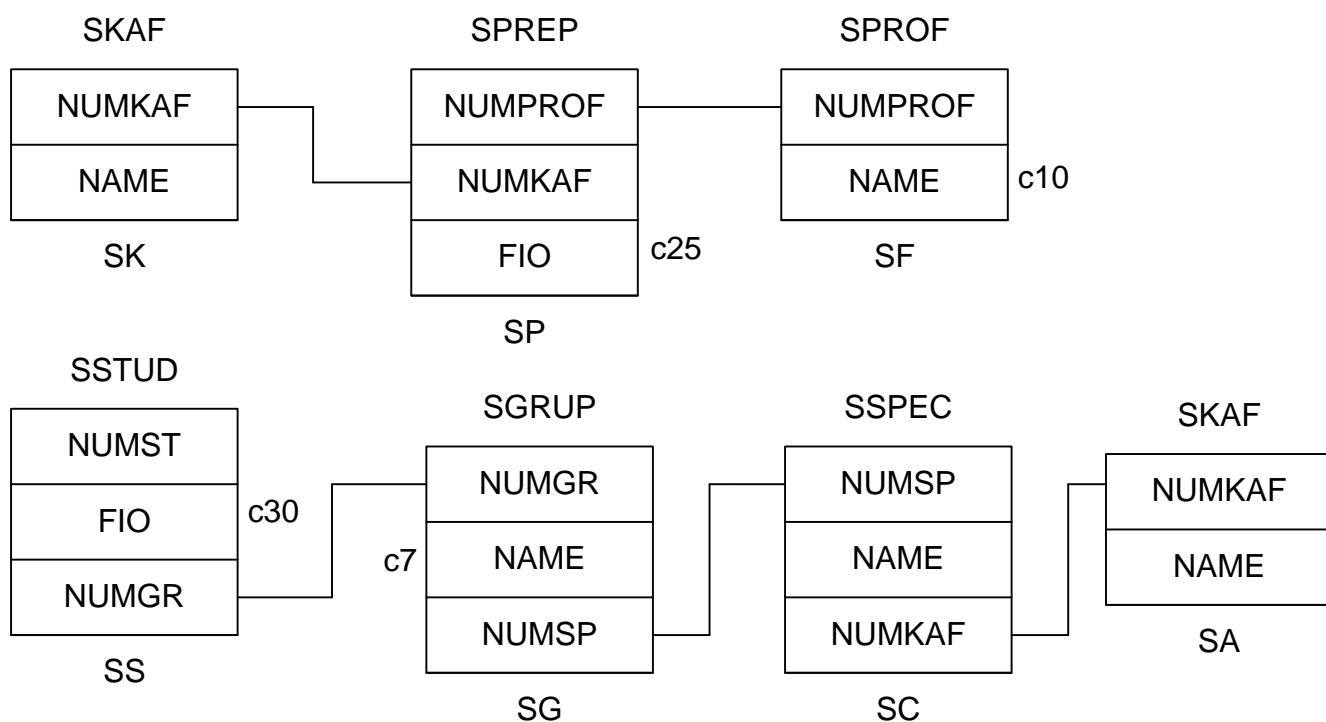 SKAF
SPREP
SPROF
NUMKAF
NAME
SK
NUMPROF
NUMKAF
FIO
c25
SP
NUMPROF
NAME
c10
SF
SSTUD
NUMST
FIO
c30
NUMGR
SS
SGRUP
NUMGR
c7
NAME
NUMSP
SG
SSPEC
NUMSP
NAME
NUMKAF
SC
SKAF
NUMKAF
NAME
SA